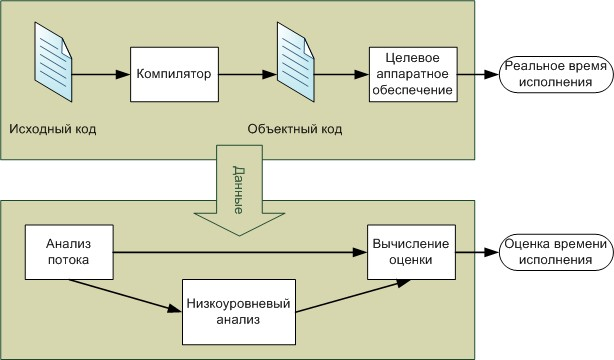 Исходный код
Компилятор
Объектный код
Целевое
аппаратное
обеспечение
Реальное время
исполнения
Данные
Анализ
потока
Низкоуровневый
анализ
Вычисление
оценки
Оценка времени
исполнения